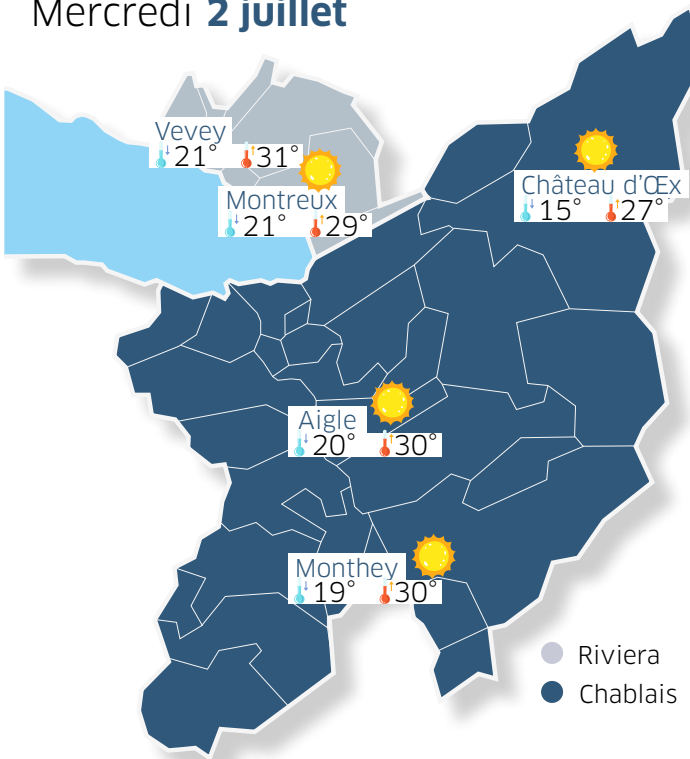 Mercredi 2 juillet
Vevey
21° 31°
Montreux
21° 29°
Château d'Œx
15° 27°
Aigle
20° 30°
Monthey
19° 30°
Riviera
Chablais